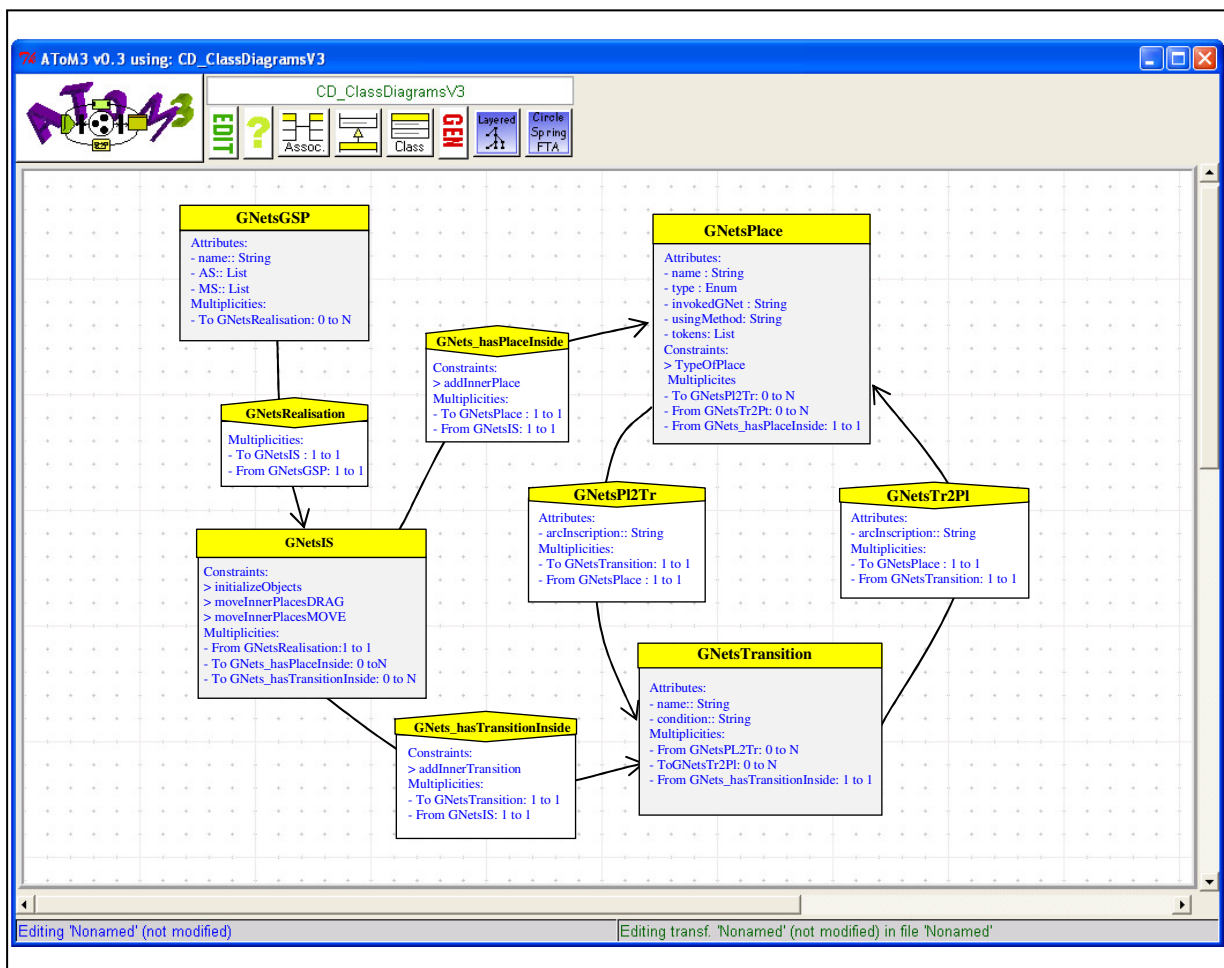 AToM3 v0.3 using: CD_ClassDiagramsV3
AToM3
CD_ClassDiagramsV3
EDIT
?
Assoc.
Class
GEN
Layered
Circle
Spring
FTA
GNetsGSP
Attributes:
- name:: String
- AS:: List
- MS:: List
Multiplicities:
- To GNetsRealisation: 0 to N
GNetsRealisation
Multiplicities:
- To GNetsIS : 1 to 1
- From GNetsGSP: 1 to 1
GNetsIS
Constraints:
> initializeObjects
> moveInnerPlacesDRAG
> moveInnerPlacesMOVE
Multiplicities:
- From GNetsRealisation:1 to 1
- To GNets_hasPlaceInside: 0 toN
- To GNets_hasTransitionInside: 0 to N
GNets_hasPlaceInside
Constraints:
> addInnerPlace
Multiplicities:
- To GNetsPlace : 1 to 1
- From GNetsIS: 1 to 1
GNetsPlace
Attributes:
- name : String
- type : Enum
- invokedGNet : String
- usingMethod: String
- tokens: List
Constraints:
> TypeOfPlace
Multiplicites
- To GNetsPl2Tr: 0 to N
- From GNetsTr2Pt: 0 to N
- From GNets_hasPlaceInside: 1 to 1
GNetsPl2Tr
Attributes:
- arcInscription:: String
Multiplicities:
- To GNetsTransition: 1 to 1
- From GNetsPlace : 1 to 1
GNetsTr2Pl
Attributes:
- arcInscription:: String
Multiplicities:
- To GNetsPlace : 1 to 1
- From GNetsTransition: 1 to 1
GNets_hasTransitionInside
Constraints:
> addInnerTransition
Multiplicities:
- To GNetsTransition: 1 to 1
- From GNetsIS: 1 to 1
GNetsTransition
Attributes:
- name:: String
- condition:: String
Multiplicities:
- From GNetsPL2Tr: 0 to N
- ToGNetsTr2Pl: 0 to N
- From GNets_hasTransitionInside: 1 to 1
Editing 'Nonamed' (not modified)
Editing transf. 'Nonamed' (not modified) in file 'Nonamed'